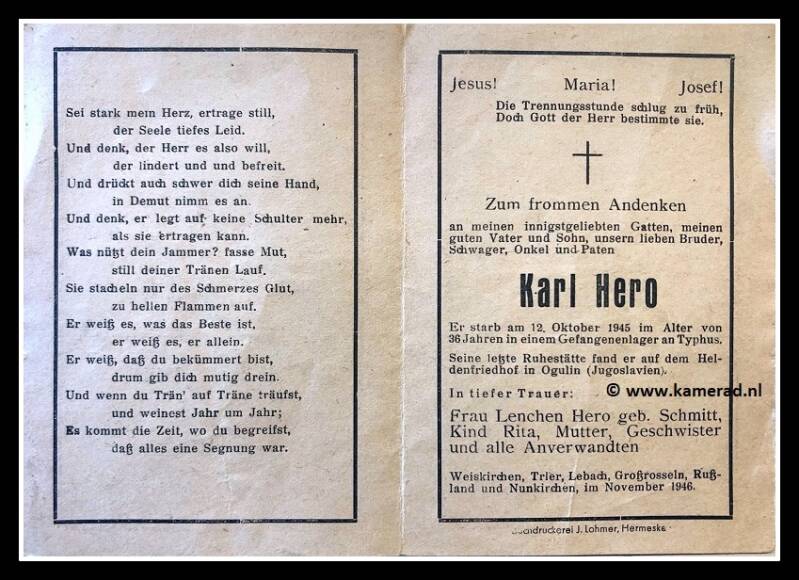 Sei stark mein Herz, ertrage still,
der Seele tiefes Leid.
Und denk, der Herr es also will,
der lindert und und befreit.
Und drückt auch schwer dich seine Hand,
in Demut nimm es an.
Und denk, er legt auf keine Schulter mehr,
als sie ertragen kann.
Was nützt dein Jammer? fasse Mut,
still deiner Tränen Lauf.
Sie stacheln nur des Schmerzes Glut,
zu hellen Flammen auf.
Er weiß es, was das Beste ist,
er weiß es, er allein.
Er weiß, daß du bekümmert bist,
drum gib dich mutig drein.
Und wenn du Trän' auf Träne träufst,
und weinest Jahr um Jahr;
Es kommt die Zeit, wo du begreifst,
daß alles eine Segnung war.
Jesus! Maria! Josef!
Die Trennungsstunde schlug zu früh,
Doch Gott der Herr bestimmte sie.
Zum frommen Andenken
an meinen innigstgeliebten Gatten, meinen
guten Vater und Sohn, unsern lieben Bruder,
Schwager, Onkel und Paten
Karl Hero
Er starb am 12. Oktober 1945 im Alter von
36 Jahren in einem Gefangenenlager an Typhus.
Seine letzte Ruhestätte fand er auf dem Hel-
denfriedhof in Ogulin (Jugoslavien).
© www.kamerad.nl
In tiefer Trauer:
Frau Lenchen Hero geb. Schmitt,
Kind Rita, Mutter, Geschwister
und alle Anverwandten
Weiskirchen, Trier, Lebach, Großrosseln, Ruß-
land und Nunkirchen, im November 1946.
J. Lohmer, Hermeske